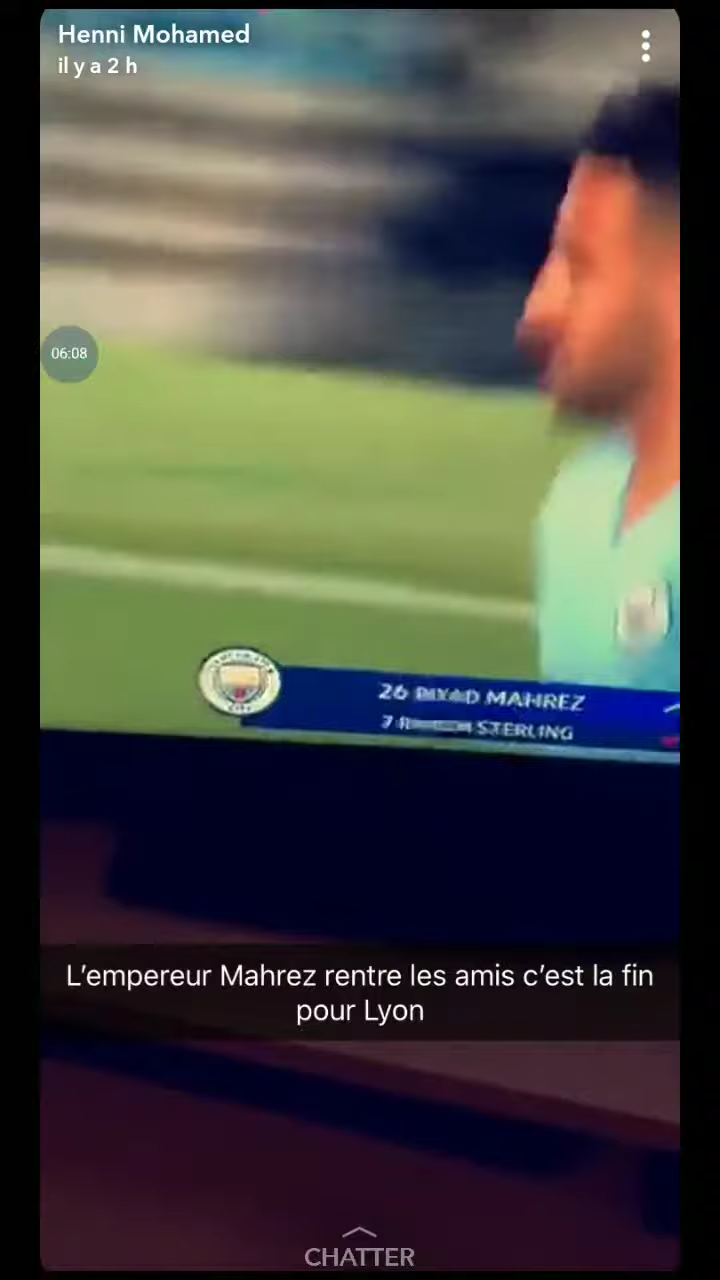 Henni Mohamed
il y a 2 h
06:08
26 RIYAD MAHREZ
7 STERLING
L'empereur Mahrez rentre les amis c'est la fin
pour Lyon
CHATTER